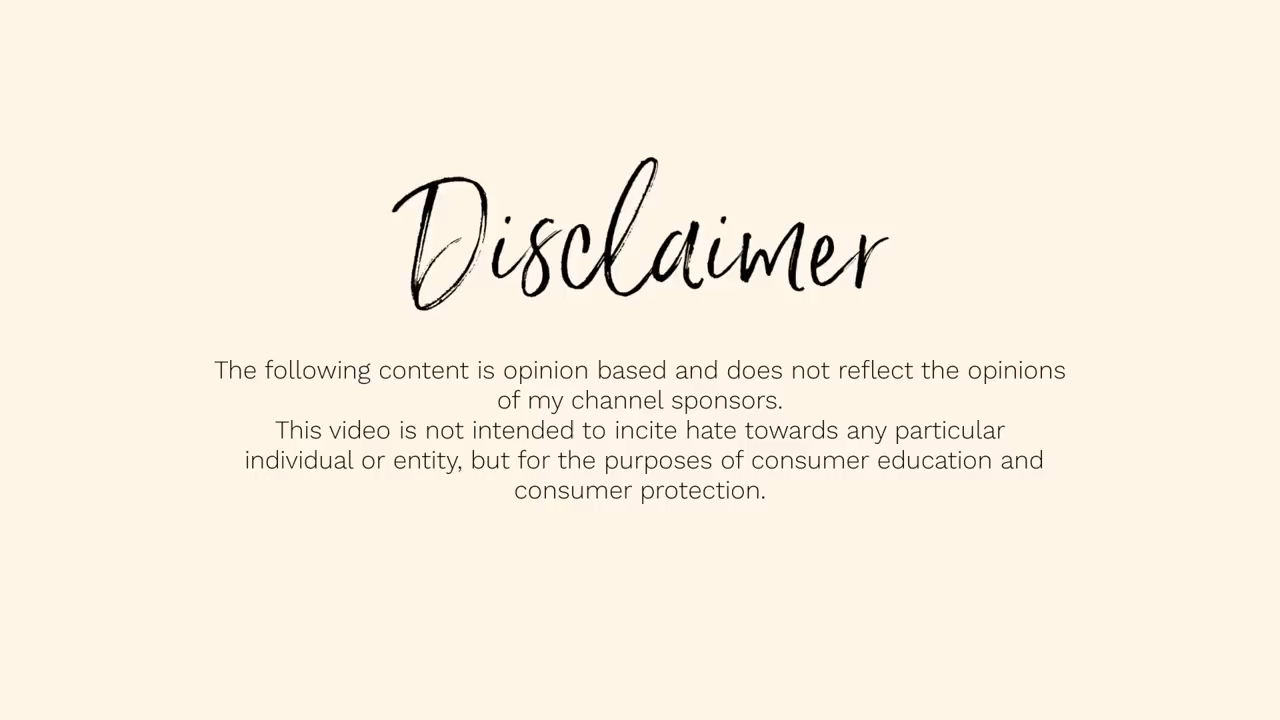 Disclaimer
The following content is opinion based and does not reflect the opinions
of my channel sponsors.
This video is not intended to incite hate towards any particular
individual or entity, but for the purposes of consumer education and
consumer protection.